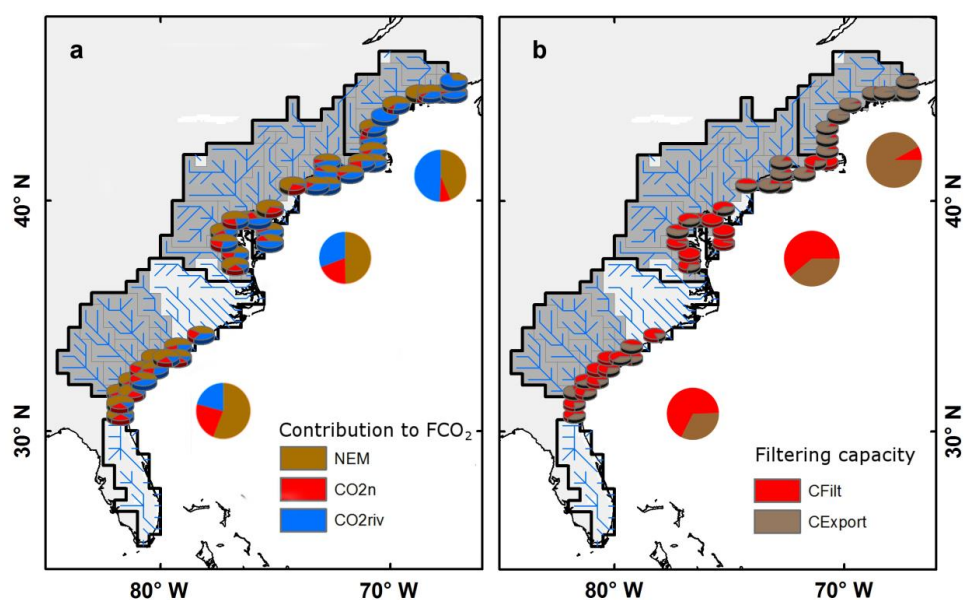 a
b
40° N
40° N
30° N
30° N
Contribution to FCO₂
NEM
CO2n
CO2riv
Filtering capacity
CFilt
CExport
80° W
70° W
80° W
70° W